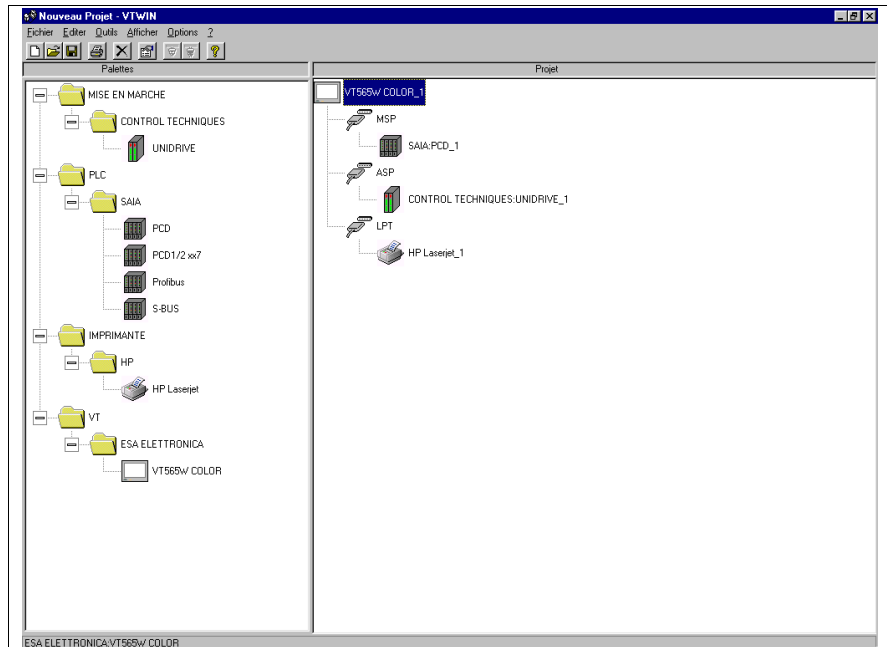 Nouveau Projet - VTWIN
Fichier Editer Outils Afficher Options ?
Palettes
MISE EN MARCHE
CONTROL TECHNIQUES
UNIDRIVE
PLC
SAIA
PCD
PCD1/2 xx7
Profibus
S-BUS
IMPRIMANTE
HP
HP Laserjet
VT
ESA ELETTRONICA
VT565W COLOR
Projet
VT565W COLOR_1
MSP
SAIA:PCD_1
ASP
CONTROL TECHNIQUES:UNIDRIVE_1
LPT
HP Laserjet_1
ESA ELETTRONICA:VT565W COLOR